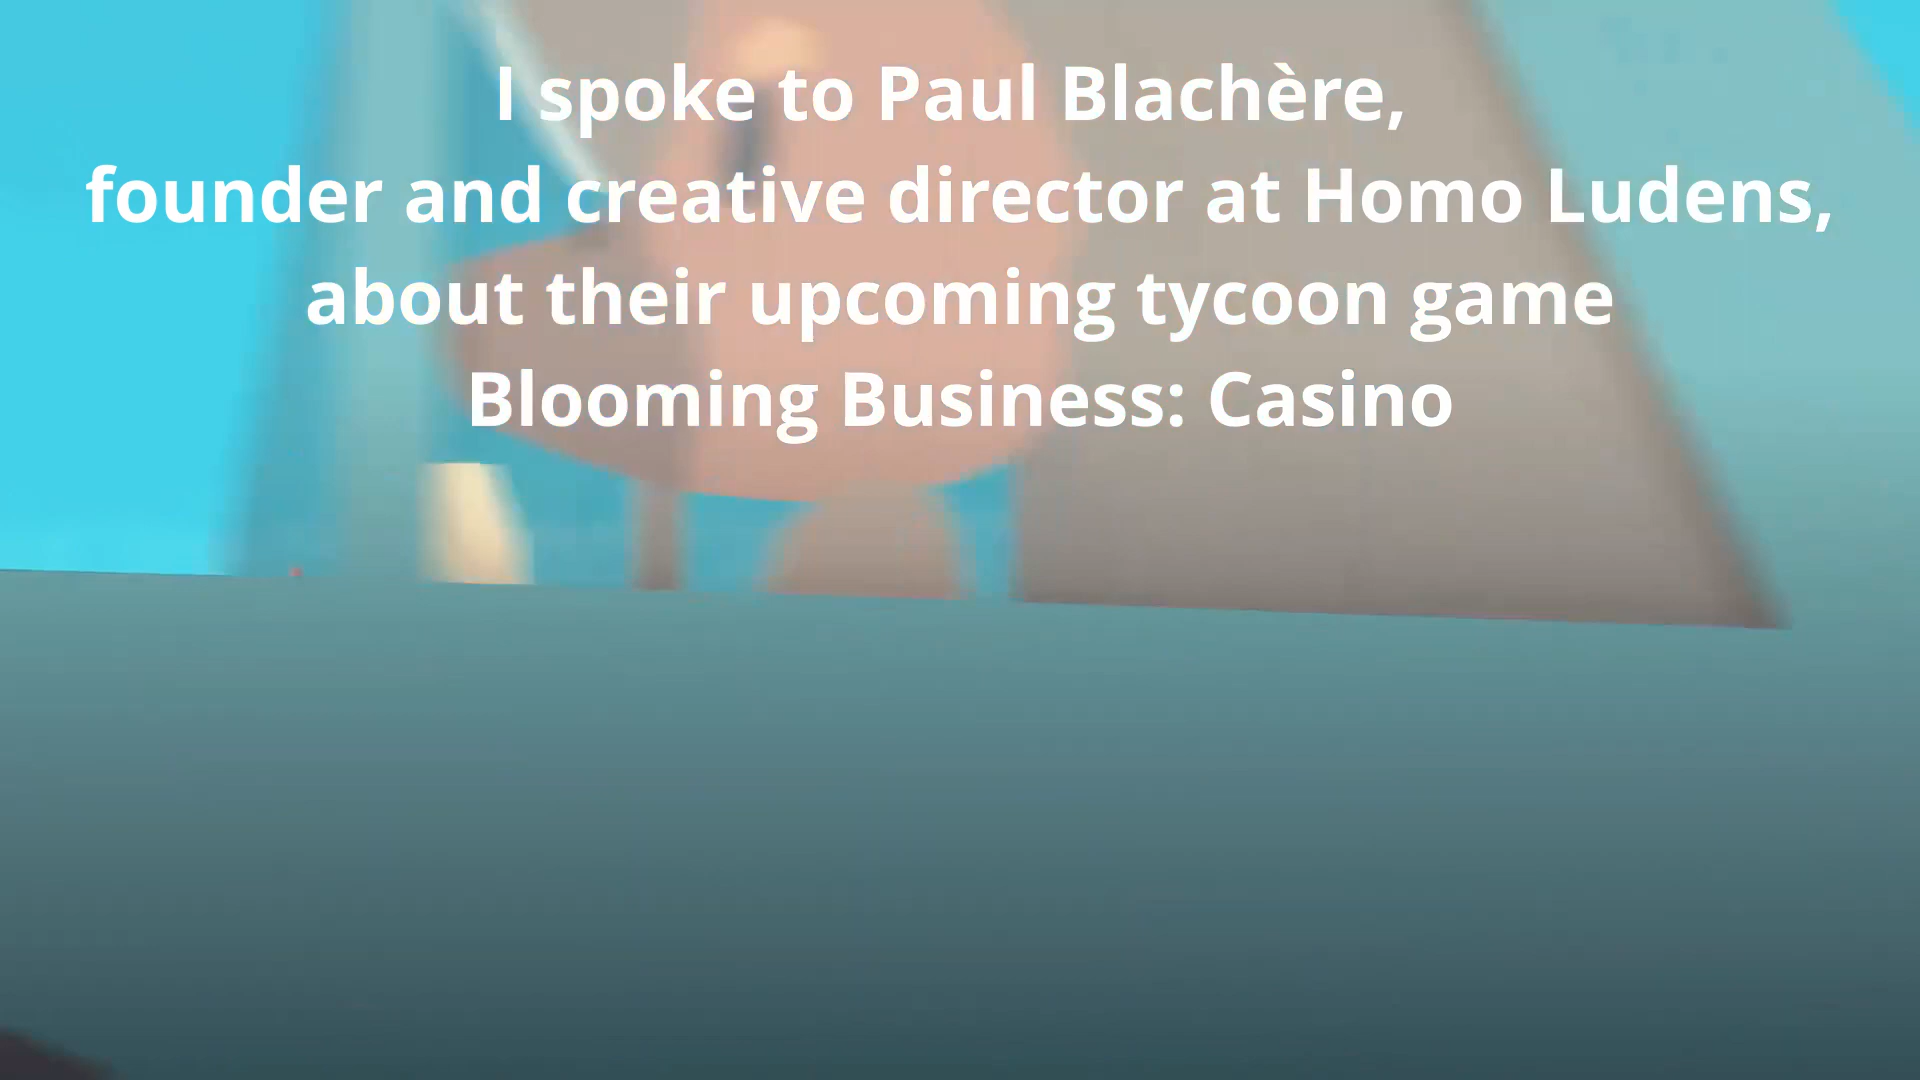 I spoke to Paul Blachère,
founder and creative director at Homo Ludens,
about their upcoming tycoon game
Blooming Business: Casino